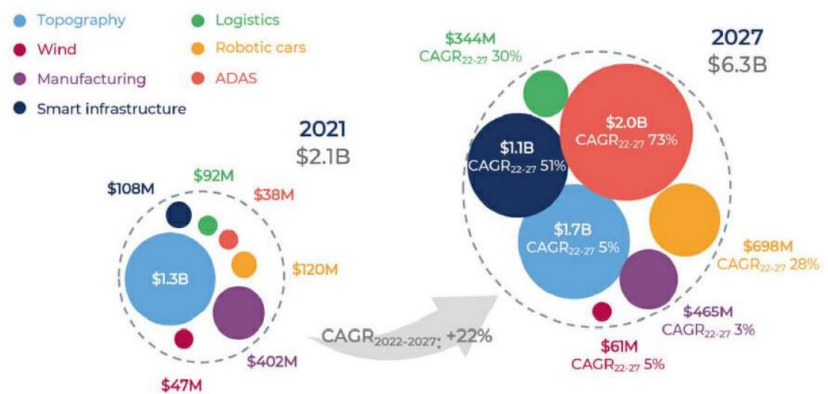 Topography
Wind
Manufacturing
Smart infrastructure
Logistics
Robotic cars
ADAS
2021
$2.1B
$108M
$92M
$38M
$1.3B
$120M
$402M
$47M
CAGR2022-2027: +22%
2027
$6.3B
$344M
CAGR22-27 30%
$2.0B
CAGR22-27 73%
$1.1B
CAGR22-27 51%
$1.7B
CAGR22-27 5%
$698M
CAGR22-27 28%
$465M
CAGR22-27 3%
$61M
CAGR22-27 5%